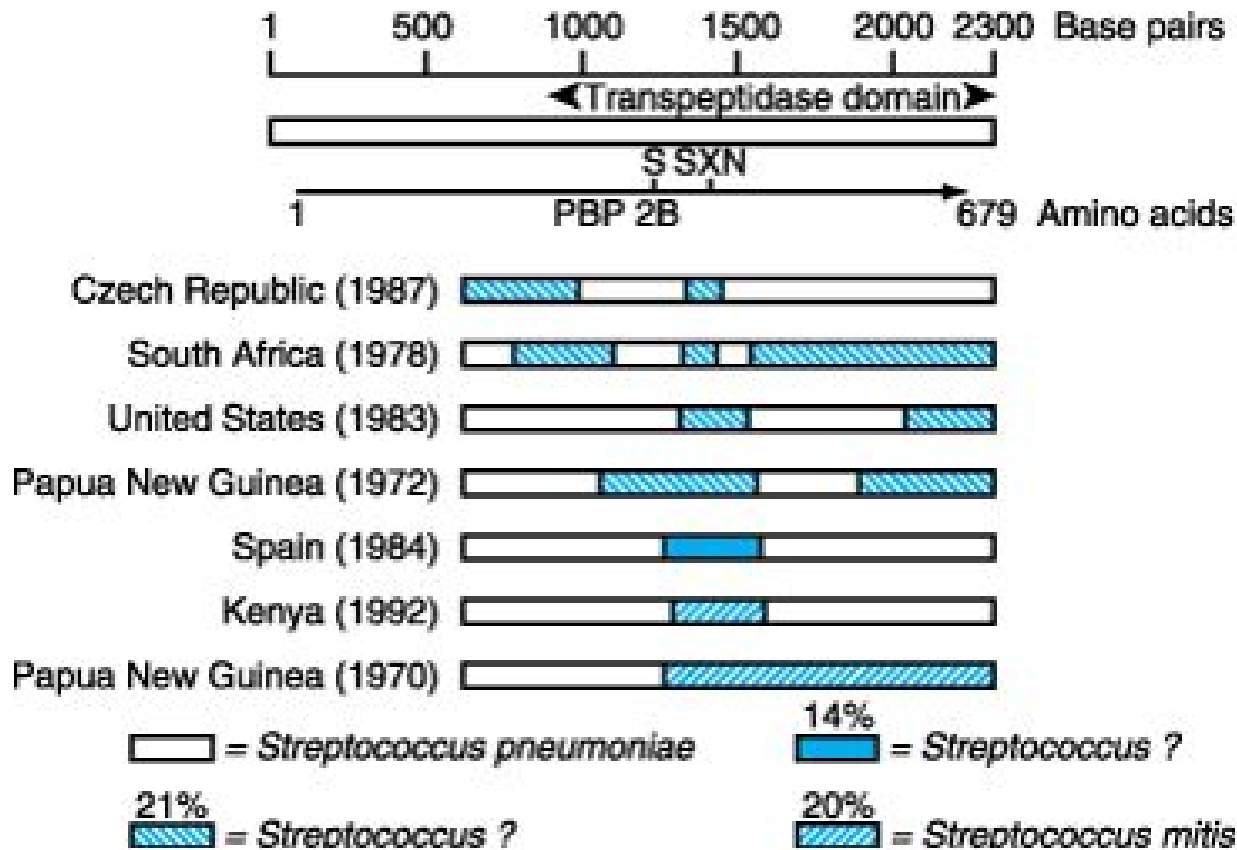 1 500 1000 1500 2000 2300 Base pairs
Transpeptidase domain
S SXN
1 PBP 2B 679 Amino acids
Czech Republic (1987)
South Africa (1978)
United States (1983)
Papua New Guinea (1972)
Spain (1984)
Kenya (1992)
Papua New Guinea (1970)
14%
= Streptococcus pneumoniae = Streptococcus ?
21% 20%
= Streptococcus ? = Streptococcus mitis